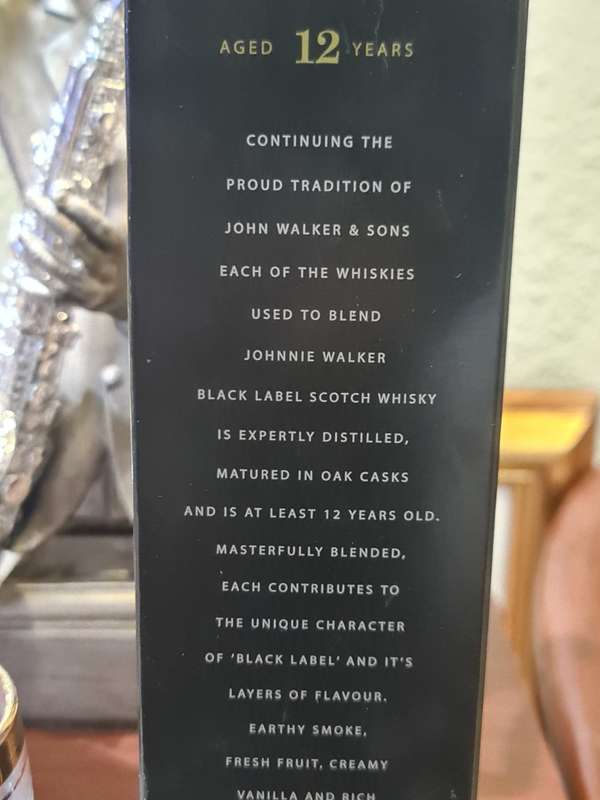 AGED 12 YEARS
CONTINUING THE
PROUD TRADITION OF
JOHN WALKER & SONS
EACH OF THE WHISKIES
USED TO BLEND
JOHNNIE WALKER
BLACK LABEL SCOTCH WHISKY
IS EXPERTLY DISTILLED,
MATURED IN OAK CASKS
AND IS AT LEAST 12 YEARS OLD.
MASTERFULLY BLENDED,
EACH CONTRIBUTES TO
THE UNIQUE CHARACTER
OF 'BLACK LABEL' AND IT'S
LAYERS OF FLAVOUR.
EARTHY SMOKE,
FRESH FRUIT, CREAMY
VANILLA AND RICH